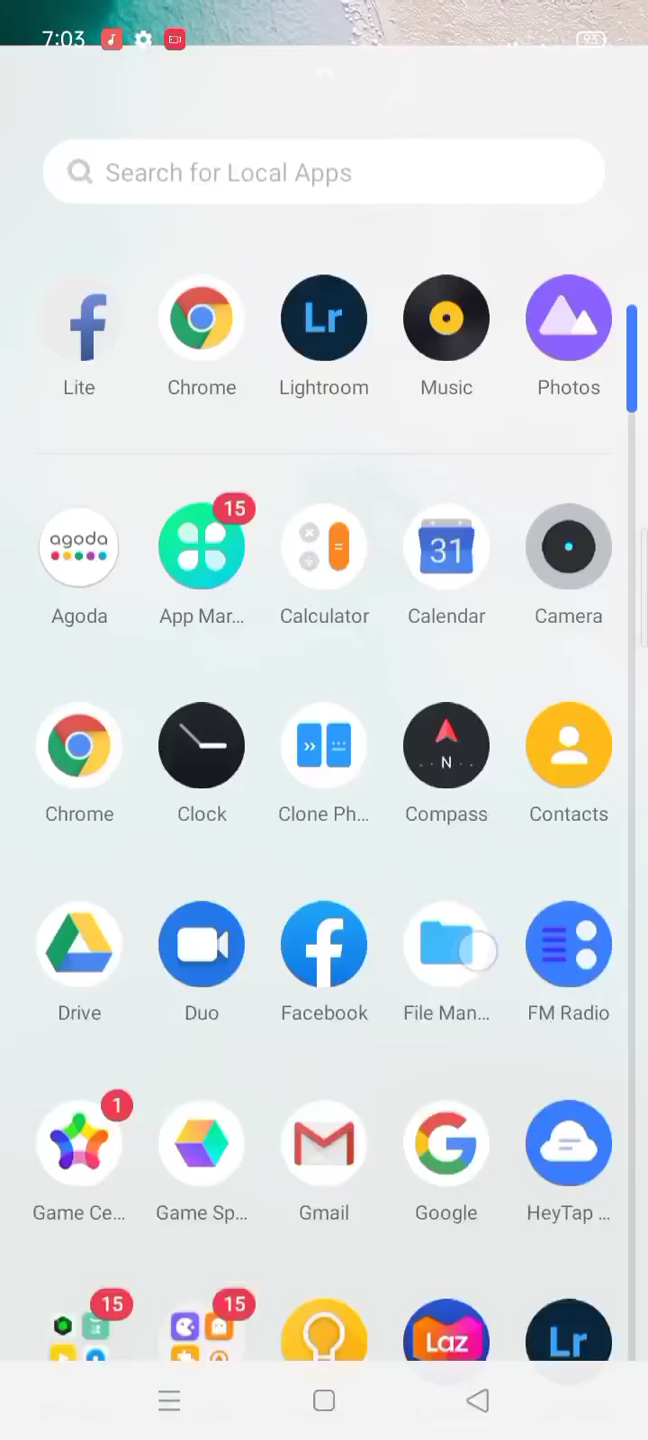 7:03 93
Search for Local Apps
Lite Chrome Lightroom Music Photos
Agoda App Mar... Calculator Calendar Camera
Chrome Clock Clone Ph... Compass Contacts
Drive Duo Facebook File Man... FM Radio
Game Ce... Game Sp... Gmail Google HeyTap ...
Lr
agoda
15
31
N
1
15
15
Laz
Lr